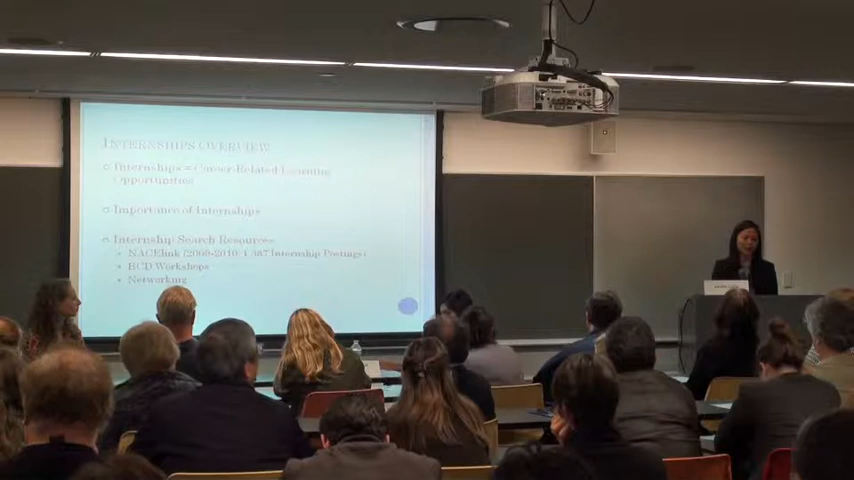 INTERNSHIPS OVERVIEW
Internships = Career-Related Learning
Opportunities
Importance of Internships
Internship Search Resources
NACElink (2009-2010: 1,387 Internship Postings)
RCD Workshops
Networking